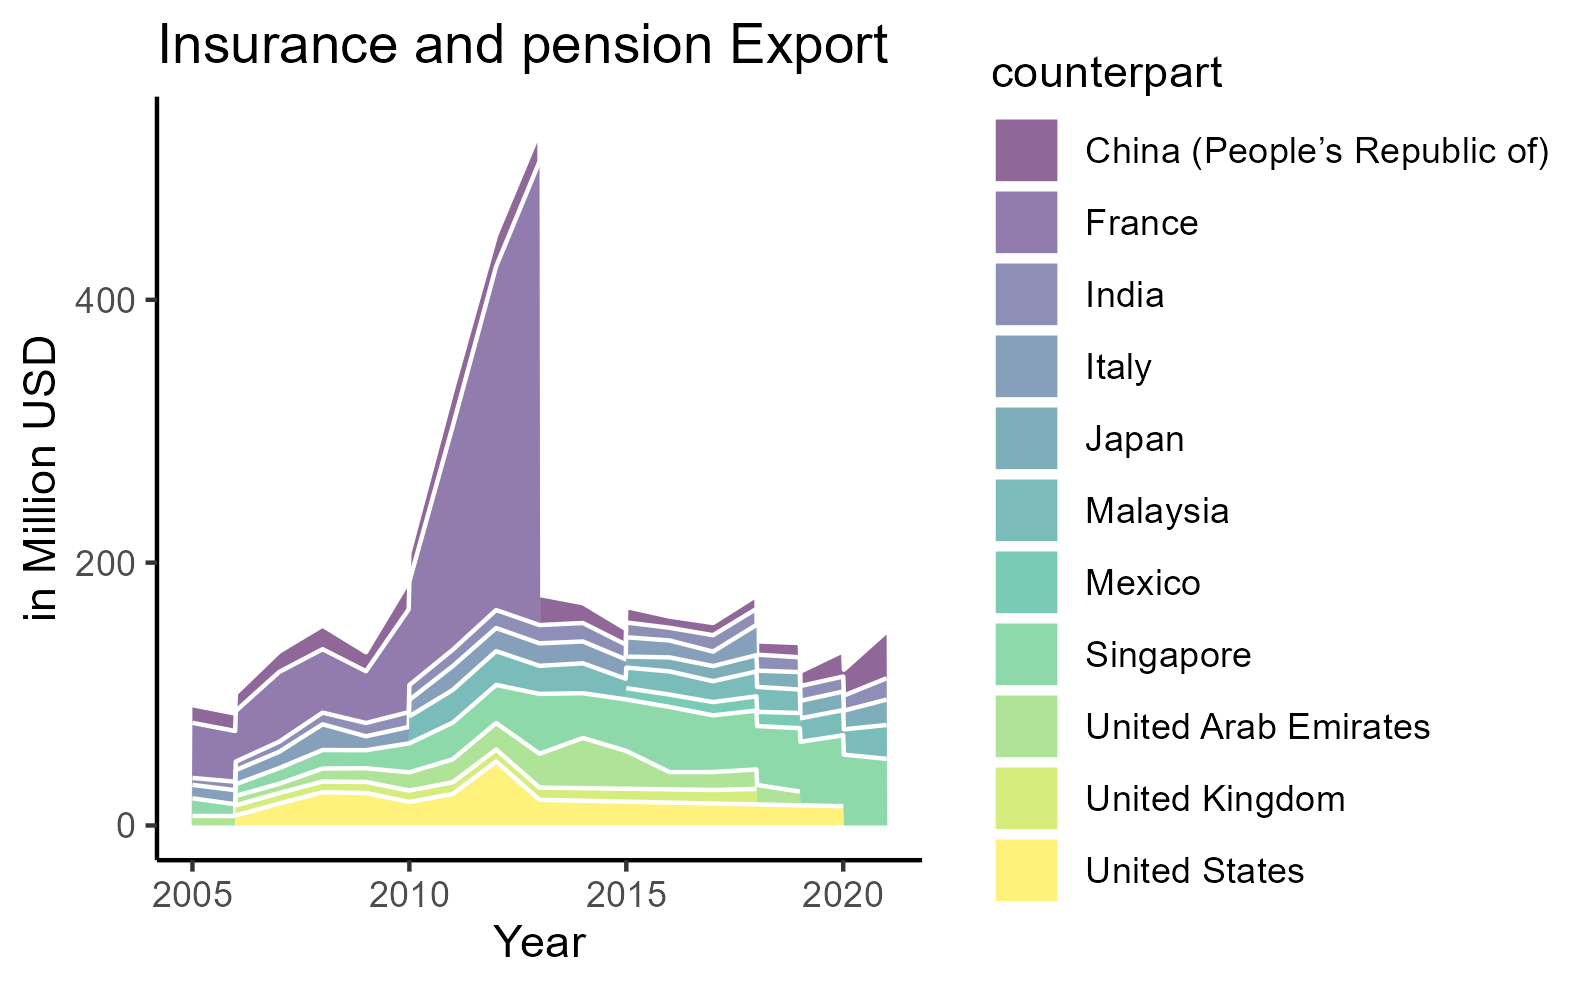 Insurance and pension Export
in Million USD
400
200
0
2005 2010 2015 2020
Year
counterpart
China (People’s Republic of)
France
India
Italy
Japan
Malaysia
Mexico
Singapore
United Arab Emirates
United Kingdom
United States